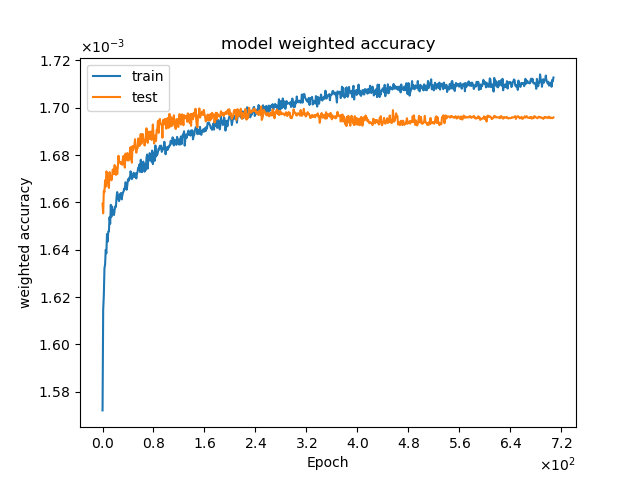 model weighted accuracy
×10⁻³
1.72
1.70
1.68
1.66
1.64
1.62
1.60
1.58
weighted accuracy
train
test
0.0 0.8 1.6 2.4 3.2 4.0 4.8 5.6 6.4 7.2
Epoch
×10²